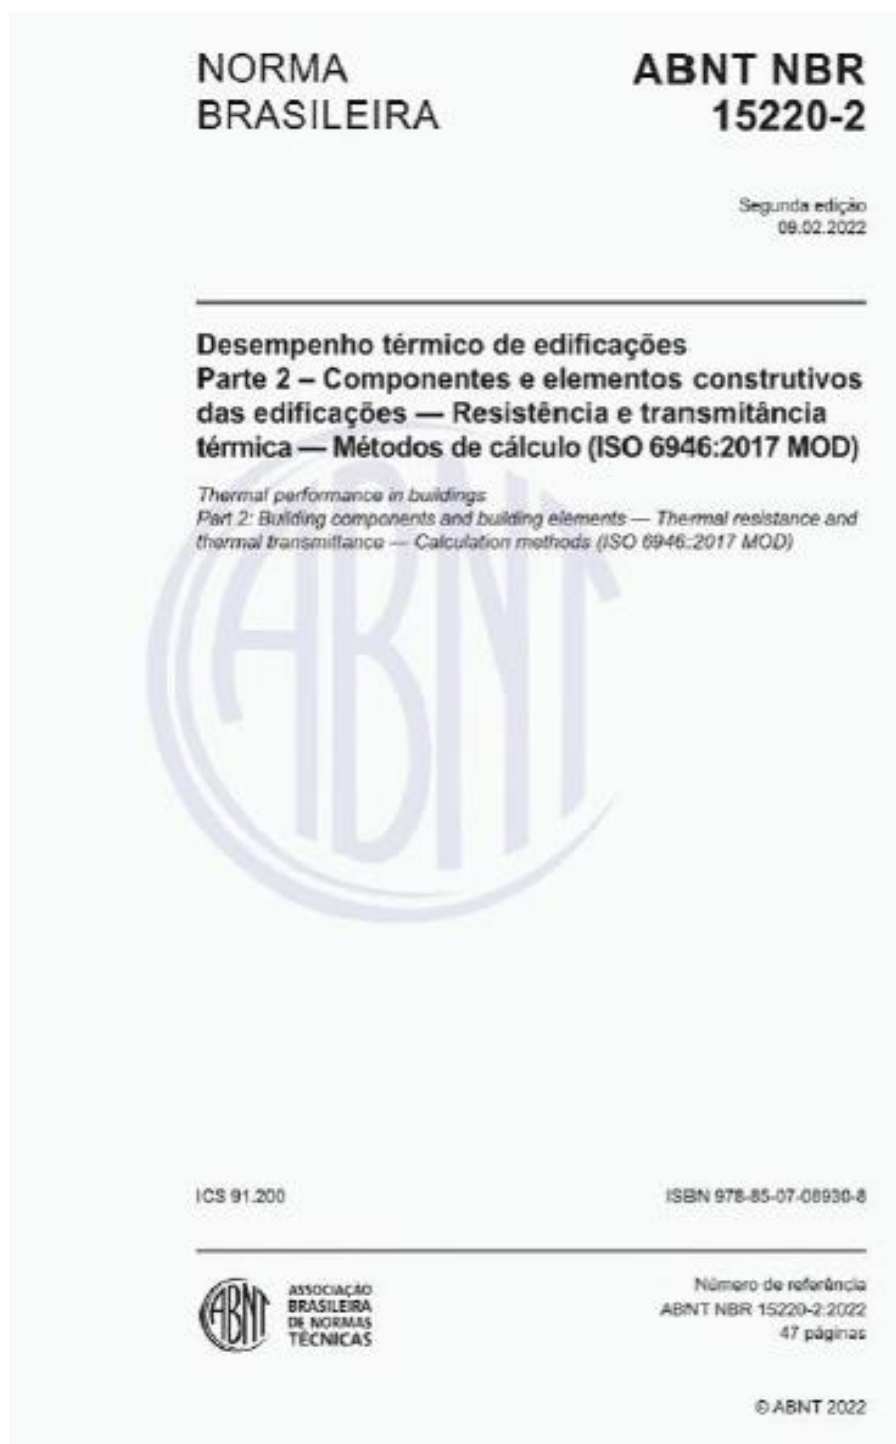 NORMA
BRASILEIRA
ABNT NBR
15220-2
Segunda edição
09.02.2022
Desempenho térmico de edificações
Parte 2 – Componentes e elementos construtivos
das edificações — Resistência e transmitância
térmica — Métodos de cálculo (ISO 6946:2017 MOD)
Thermal performance in buildings
Part 2: Building components and building elements — Thermal resistance and
thermal transmittance — Calculation methods (ISO 6946:2017 MOD)
ABNT
ICS 91.200
ISBN 978-85-07-08930-8
ABNT
ASSOCIAÇÃO
BRASILEIRA
DE NORMAS
TÉCNICAS
Número de referência
ABNT NBR 15220-2:2022
47 páginas
© ABNT 2022